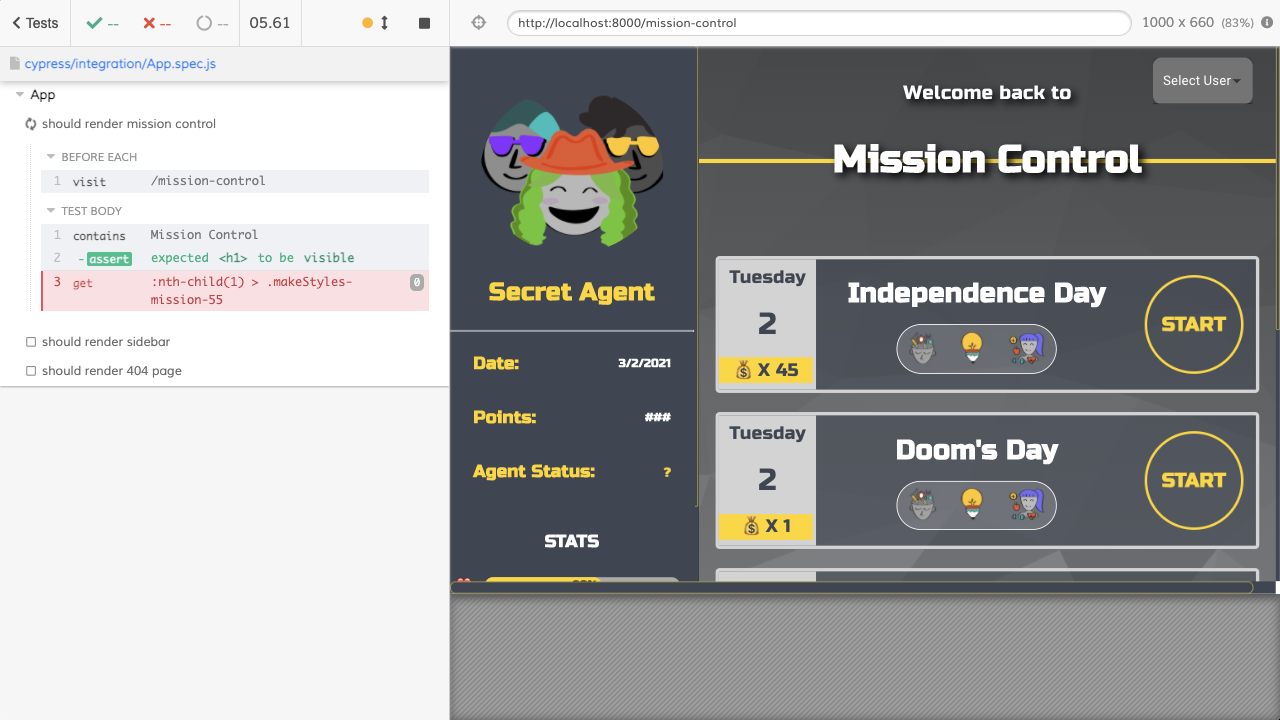 Tests
--
--
--
05.61
http://localhost:8000/mission-control
1000 x 660 (83%)
cypress/integration/App.spec.js
App
should render mission control
BEFORE EACH
1 visit /mission-control
TEST BODY
1 contains Mission Control
2 -assert expected <h1> to be visible
3 get :nth-child(1) > .makeStyles-
mission-55
0
should render sidebar
should render 404 page
Secret Agent
Date: 3/2/2021
Points: ###
Agent Status: ?
STATS
Select User
Welcome back to
Mission Control
Tuesday
2
X 45
Independence Day
START
Tuesday
2
X 1
Doom's Day
START